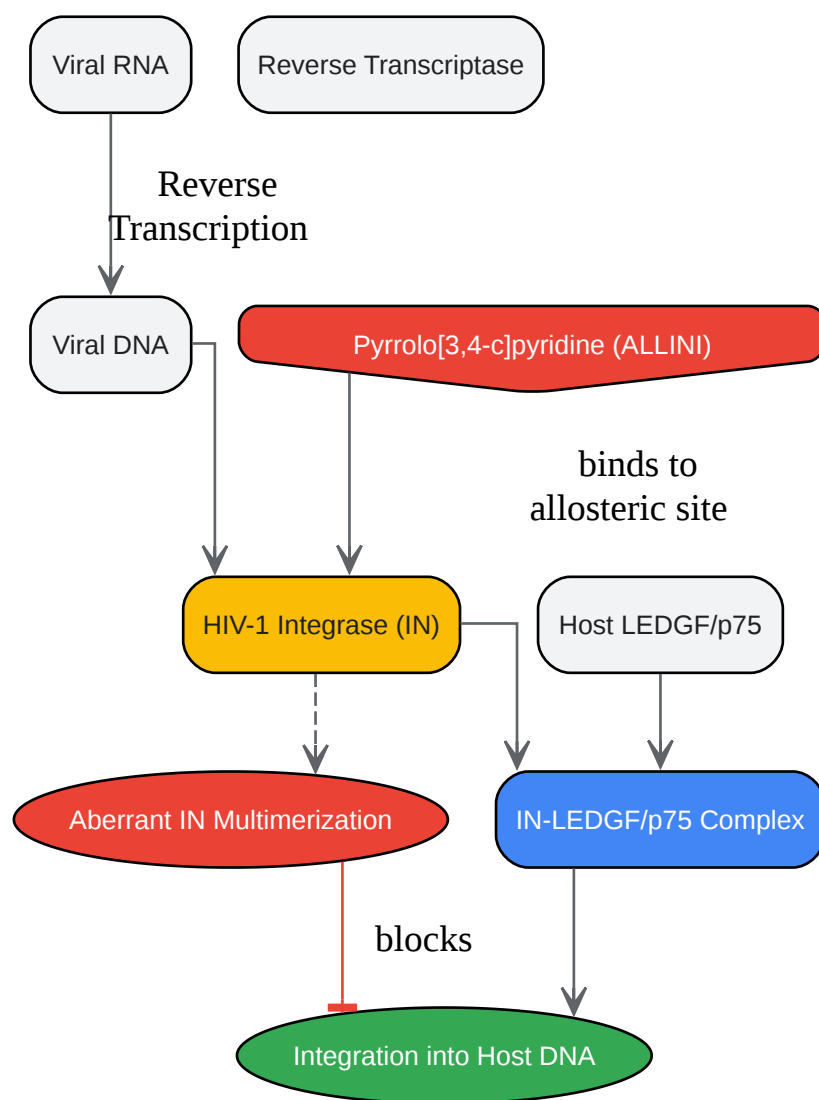 Viral RNA
Reverse Transcriptase
Reverse
Transcription
Viral DNA
Pyrrolo[3,4-c]pyridine (ALLINI)
binds to
allosteric site
HIV-1 Integrase (IN)
Host LEDGF/p75
Aberrant IN Multimerization
IN-LEDGF/p75 Complex
blocks
Integration into Host DNA